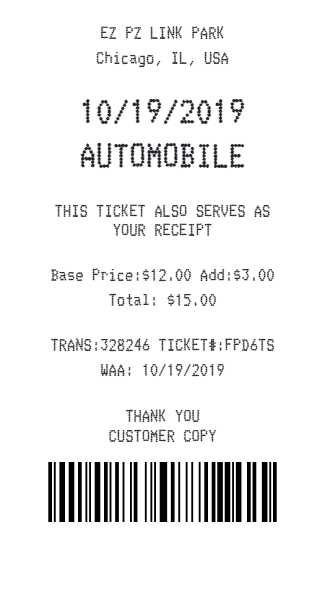 EZ PZ LINK PARK
Chicago, IL, USA
10/19/2019
AUTOMOBILE
THIS TICKET ALSO SERVES AS
YOUR RECEIPT
Base Price:$12.00 Add:$3.00
Total: $15.00
TRANS:328246 TICKET#:FPD6TS
WAA: 10/19/2019
THANK YOU
CUSTOMER COPY